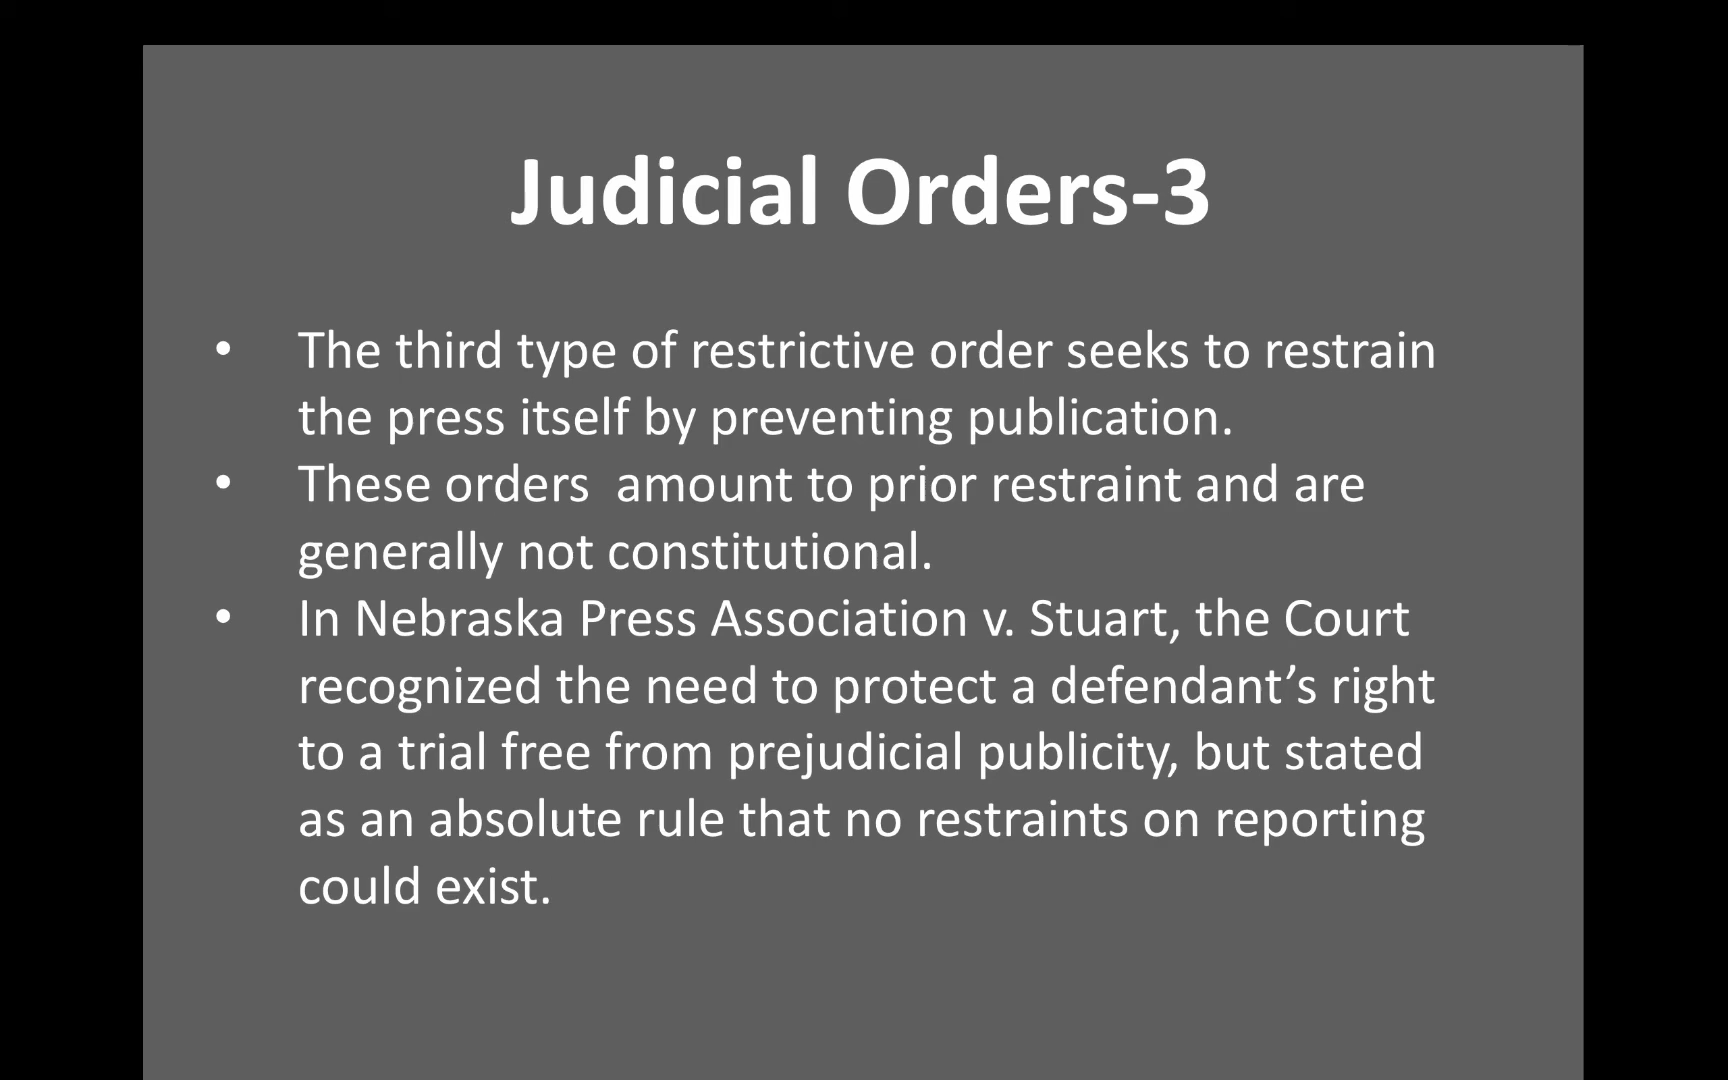 Judicial Orders-3
• The third type of restrictive order seeks to restrain
the press itself by preventing publication.
• These orders  amount to prior restraint and are
generally not constitutional.
• In Nebraska Press Association v. Stuart, the Court
recognized the need to protect a defendant’s right
to a trial free from prejudicial publicity, but stated
as an absolute rule that no restraints on reporting
could exist.